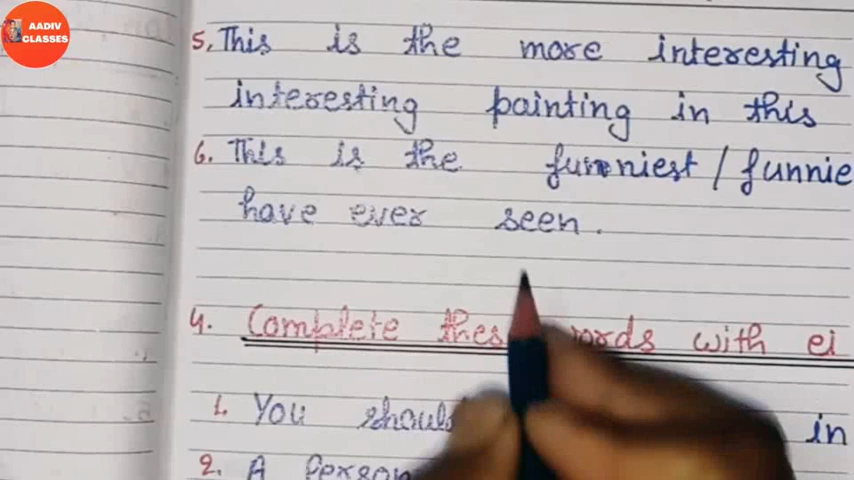 AADIV
CLASSES
5. This is the more interesting
interesting painting in this
6. This is the funniest / funnie
have ever seen.
4. Complete thes words with ei
1. You should in
2. A Person